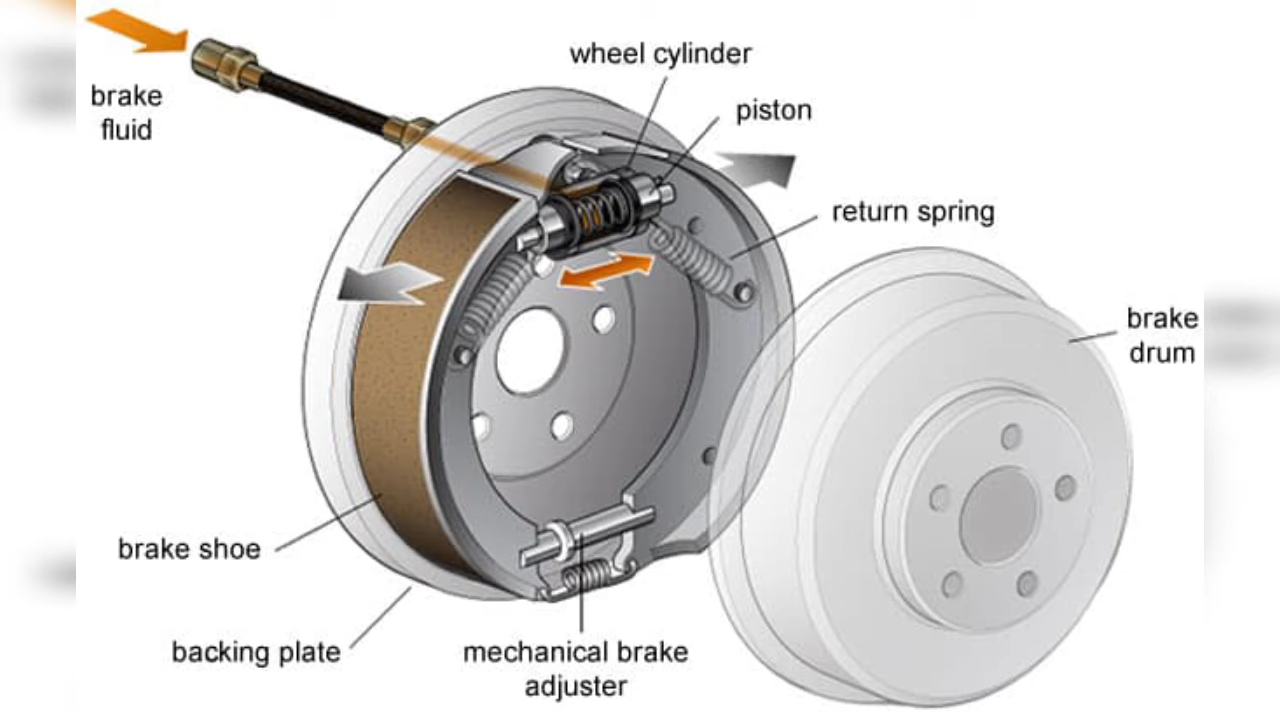 wheel cylinder
brake
fluid
piston
return spring
brake
drum
brake shoe
backing plate
mechanical brake
adjuster